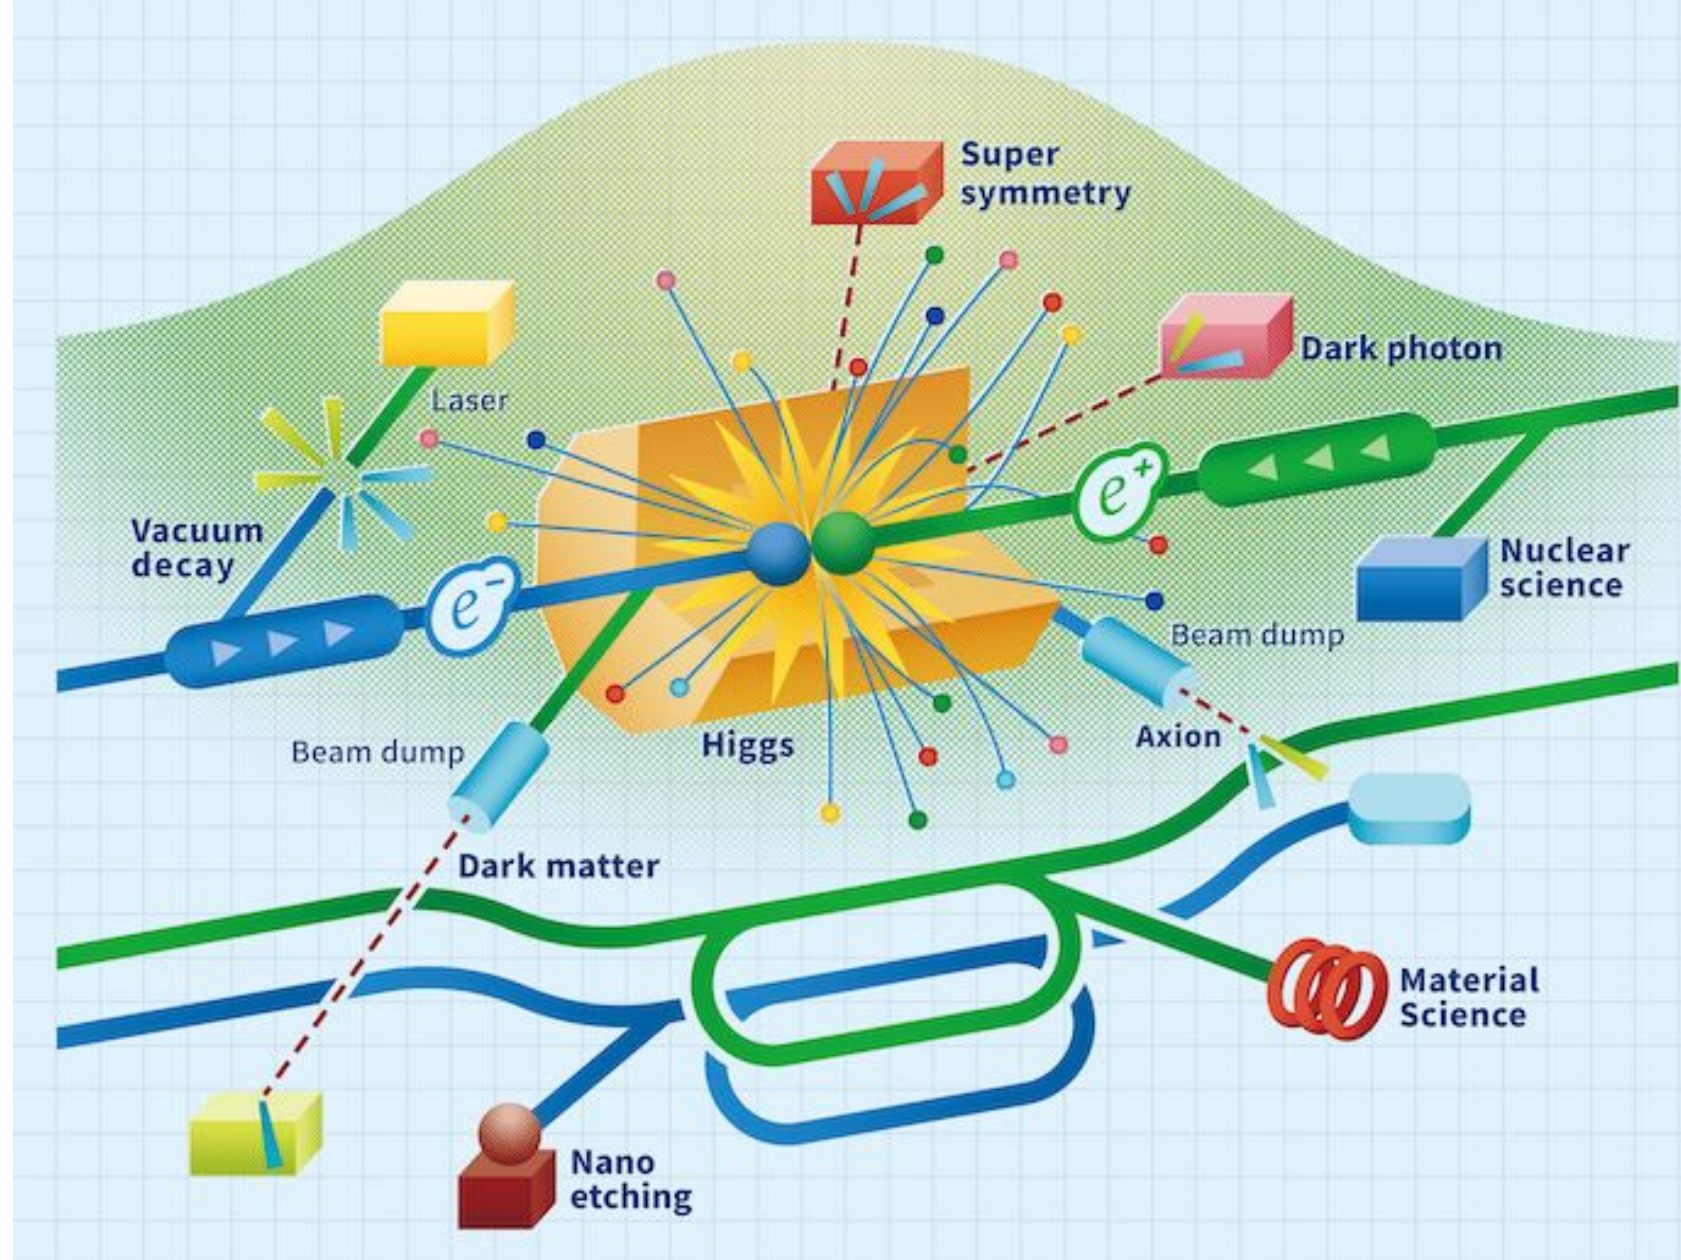 Super
symmetry
Dark photon
Laser
Vacuum
decay
e⁺
e⁻
Nuclear
science
Beam dump
Axion
Higgs
Beam dump
Dark matter
Material
Science
Nano
etching